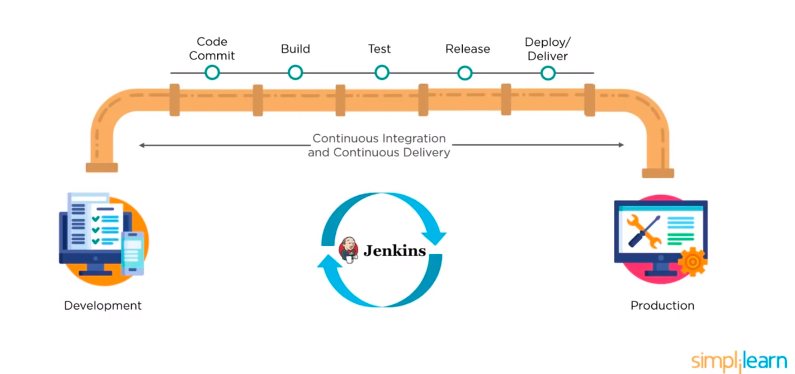 Code
Commit
Build
Test
Release
Deploy/
Deliver
Continuous Integration
and Continuous Delivery
Jenkins
Development
Production
simplilearn